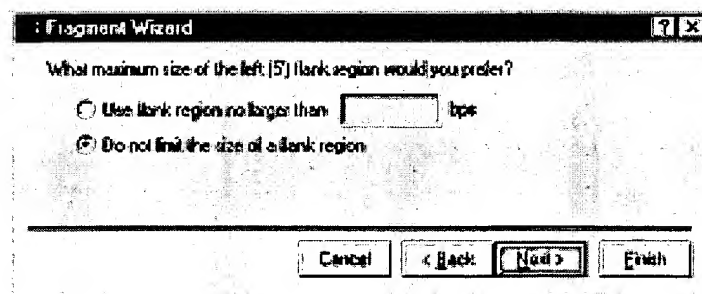 : Fragment Wizard ? X
What maximum size of the left (5') flank region would you prefer?
Use flank region no larger than bps
Do not limit the size of a flank region
Cancel < Back Next > Finish